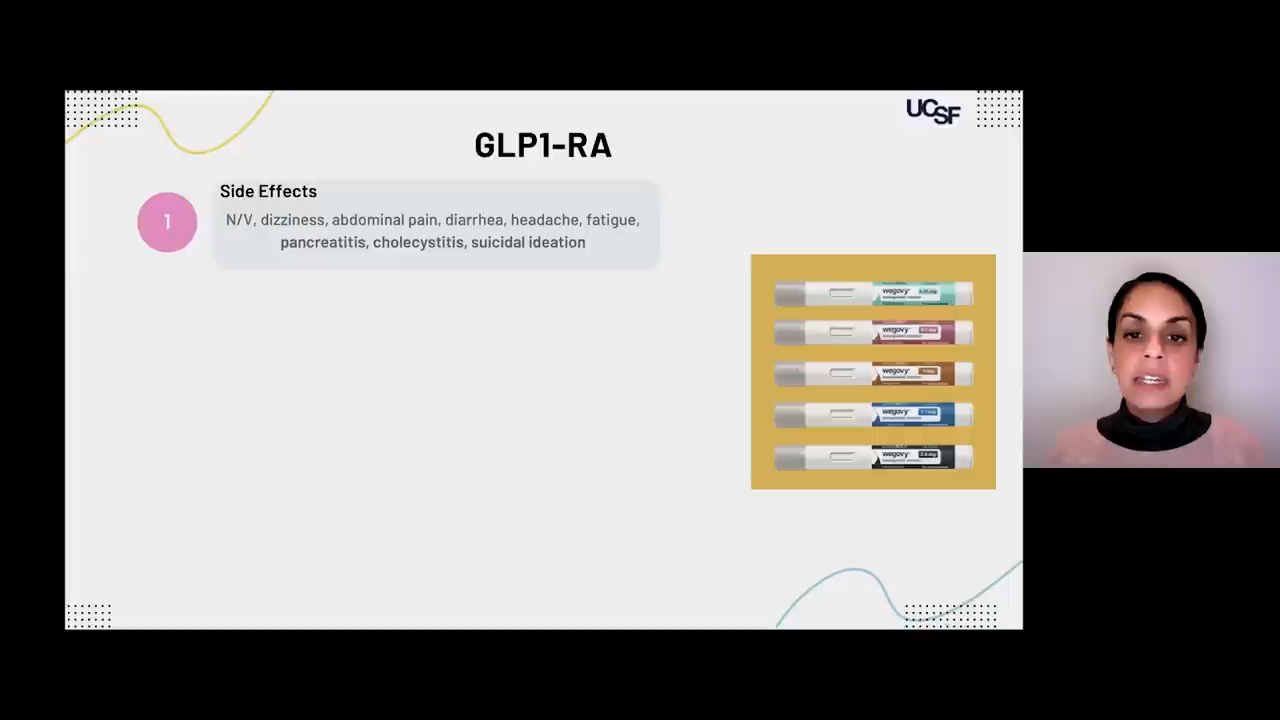 UCSF
GLP1-RA
Side Effects
1
N/V, dizziness, abdominal pain, diarrhea, headache, fatigue,
pancreatitis, cholecystitis, suicidal ideation
wegovy
wegovy
wegovy
wegovy
wegovy